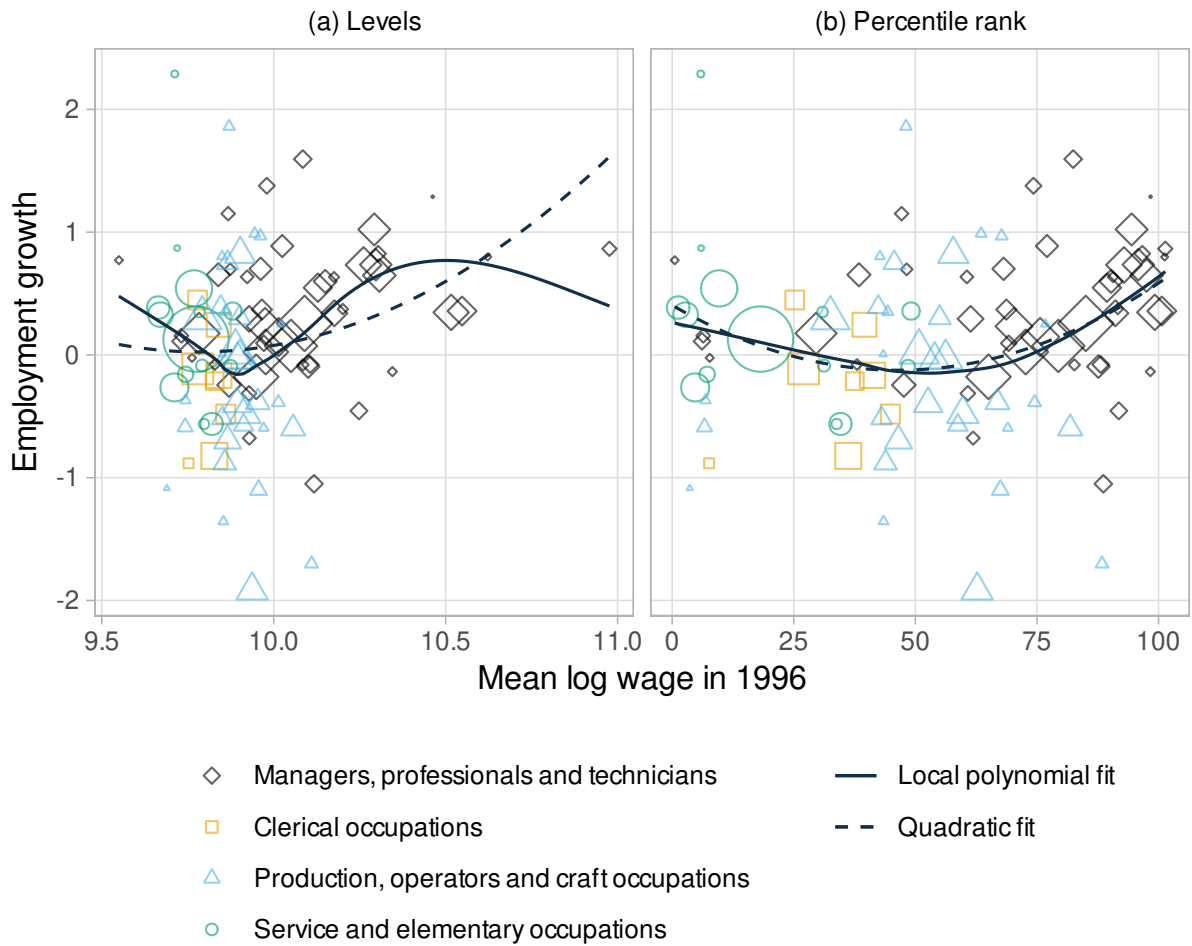 (a) Levels
(b) Percentile rank
Employment growth
2
1
0
-1
-2
9.5
10.0
10.5
11.0
0
25
50
75
100
Mean log wage in 1996
Managers, professionals and technicians
Clerical occupations
Production, operators and craft occupations
Service and elementary occupations
Local polynomial fit
Quadratic fit